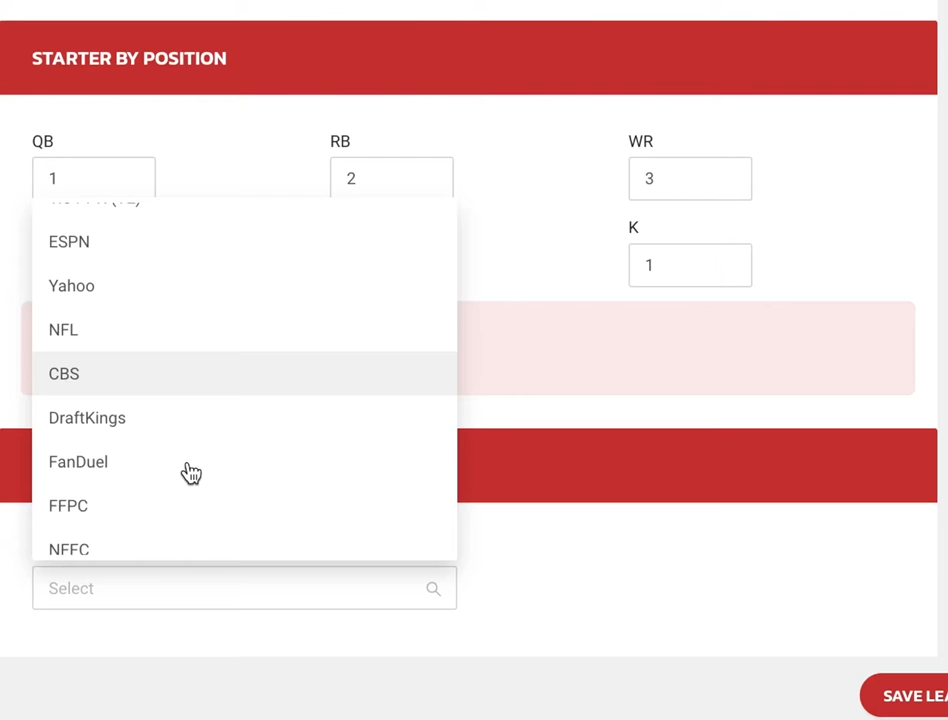 STARTER BY POSITION
QB
RB
WR
1
2
3
K
1
ESPN
Yahoo
NFL
CBS
DraftKings
FanDuel
FFPC
NFFC
Select
SAVE